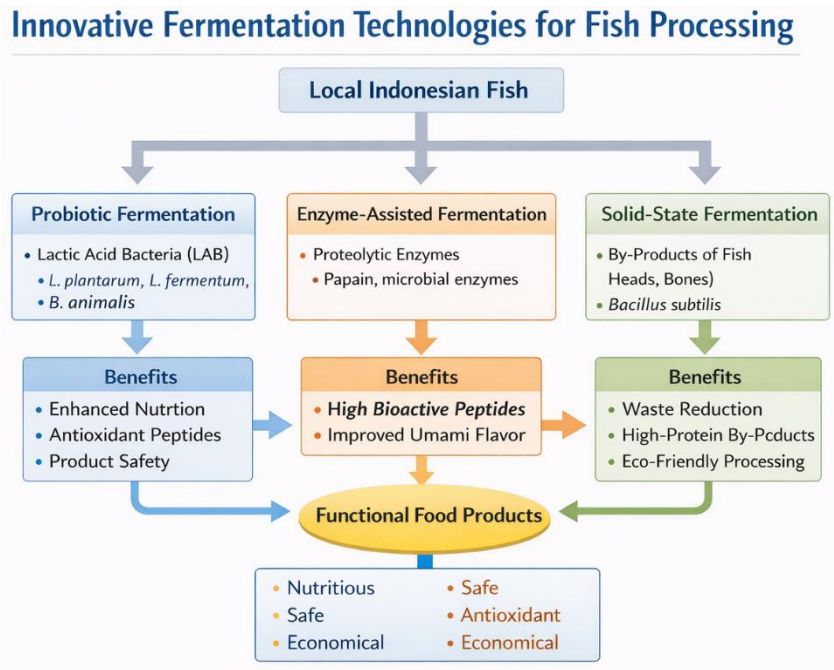 Innovative Fermentation Technologies for Fish Processing
Local Indonesian Fish
Probiotic Fermentation
• Lactic Acid Bacteria (LAB)
• L. plantarum, L. fermentum,
• B. animalis
Enzyme-Assisted Fermentation
• Proteolytic Enzymes
• Papain, microbial enzymes
Solid-State Fermentation
• By-Products of Fish
Heads, Bones)
• Bacillus subtilis
Benefits
• Enhanced Nutrtion
• Antioxidant Peptides
• Product Safety
Benefits
• High Bioactive Peptides
• Improved Umami Flavor
Benefits
• Waste Reduction
• High-Protein By-Pcducts
• Eco-Friendly Processing
Functional Food Products
• Nutritious
• Safe
• Economical
• Safe
• Antioxidant
• Economical